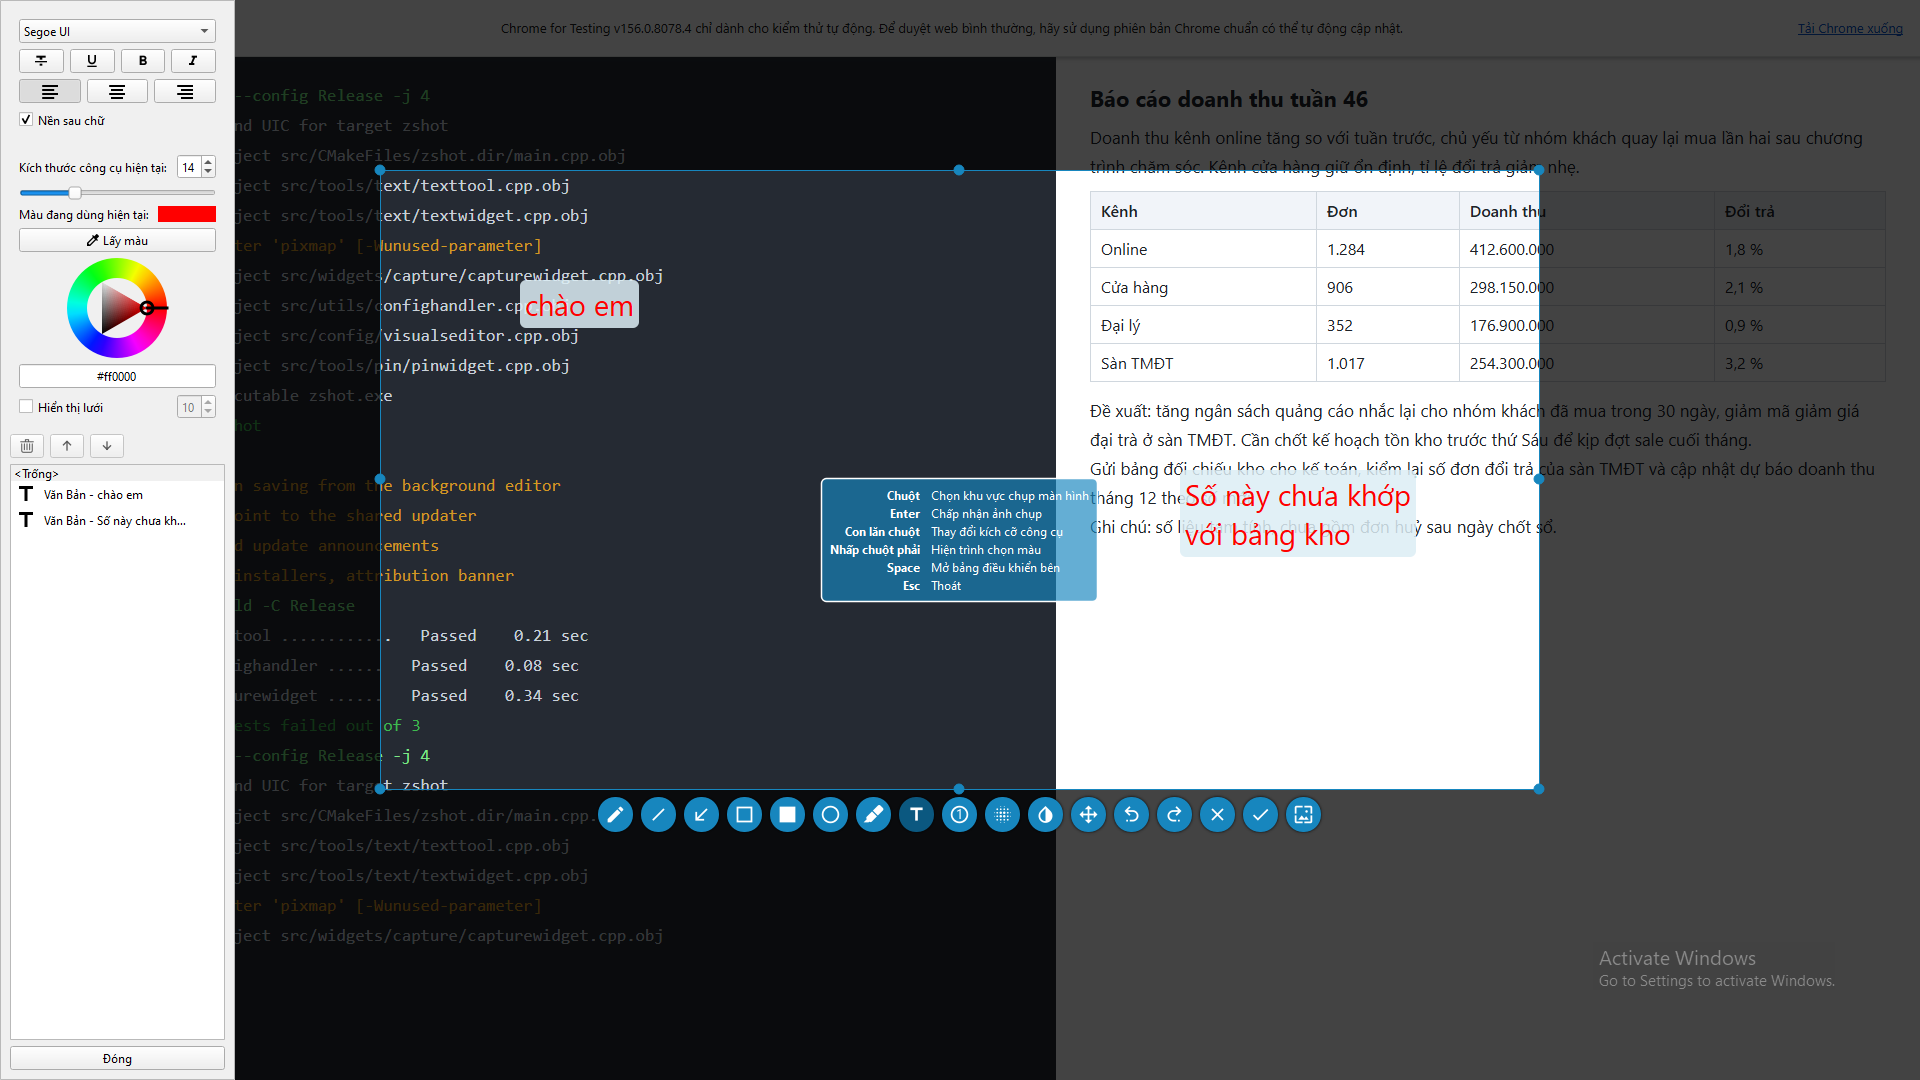 Segoe UI
U
B
I
Nền sau chữ
Kích thước công cụ hiện tại:
14
Màu đang dùng hiện tại:
Lấy màu
#ff0000
Hiển thị lưới
10
<Trống>
T Văn Bản - chào em
T Văn Bản - Số này chưa kh...
Đóng
Chrome for Testing v156.0.8078.4 chỉ dành cho kiểm thử tự động. Để duyệt web bình thường, hãy sử dụng phiên bản Chrome chuẩn có thể tự động cập nhật.
Tải Chrome xuống
--config Release -j 4
nd UIC for target zshot
ject src/CMakeFiles/zshot.dir/main.cpp.obj
ject src/tools/text/texttool.cpp.obj
ject src/tools/text/textwidget.cpp.obj
ter 'pixmap' [-Wunused-parameter]
ject src/widgets/capture/capturewidget.cpp.obj
ject src/utils/confighandler.cp
chào em
ject src/config/visualseditor.cpp.obj
ject src/tools/pin/pinwidget.cpp.obj
cutable zshot.exe
hot
n saving from the background editor
oint to the shared updater
d update announcements
installers, attribution banner
ld -C Release
tool ............ Passed 0.21 sec
ighandler ...... Passed 0.08 sec
urewidget ...... Passed 0.34 sec
ests failed out of 3
--config Release -j 4
nd UIC for target zshot
ject src/CMakeFiles/zshot.dir/main.cpp.
ject src/tools/text/texttool.cpp.obj
ject src/tools/text/textwidget.cpp.obj
ter 'pixmap' [-Wunused-parameter]
ject src/widgets/capture/capturewidget.cpp.obj
Chuột Chọn khu vực chụp màn hình
Enter Chấp nhận ảnh chụp
Con lăn chuột Thay đổi kích cỡ công cụ
Nhấp chuột phải Hiện trình chọn màu
Space Mở bảng điều khiển bên
Esc Thoát
T
1
Báo cáo doanh thu tuần 46
Doanh thu kênh online tăng so với tuần trước, chủ yếu từ nhóm khách quay lại mua lần hai sau chương
trình chăm sóc. Kênh cửa hàng giữ ổn định, tỉ lệ đổi trả giảm nhẹ.
Kênh Đơn Doanh thu Đổi trả
Online 1.284 412.600.000 1,8 %
Cửa hàng 906 298.150.000 2,1 %
Đại lý 352 176.900.000 0,9 %
Sàn TMĐT 1.017 254.300.000 3,2 %
Đề xuất: tăng ngân sách quảng cáo nhắc lại cho nhóm khách đã mua trong 30 ngày, giảm mã giảm giá
đại trà ở sàn TMĐT. Cần chốt kế hoạch tồn kho trước thứ Sáu để kịp đợt sale cuối tháng.
Gửi bảng đối chiếu kho cho kế toán, kiểm lại số đơn đổi trả của sàn TMĐT và cập nhật dự báo doanh thu
tháng 12
Số này chưa khớp
với bảng kho
Ghi chú: số liệu tạm tính, chưa gồm đơn huỷ sau ngày chốt sổ.
Activate Windows
Go to Settings to activate Windows.